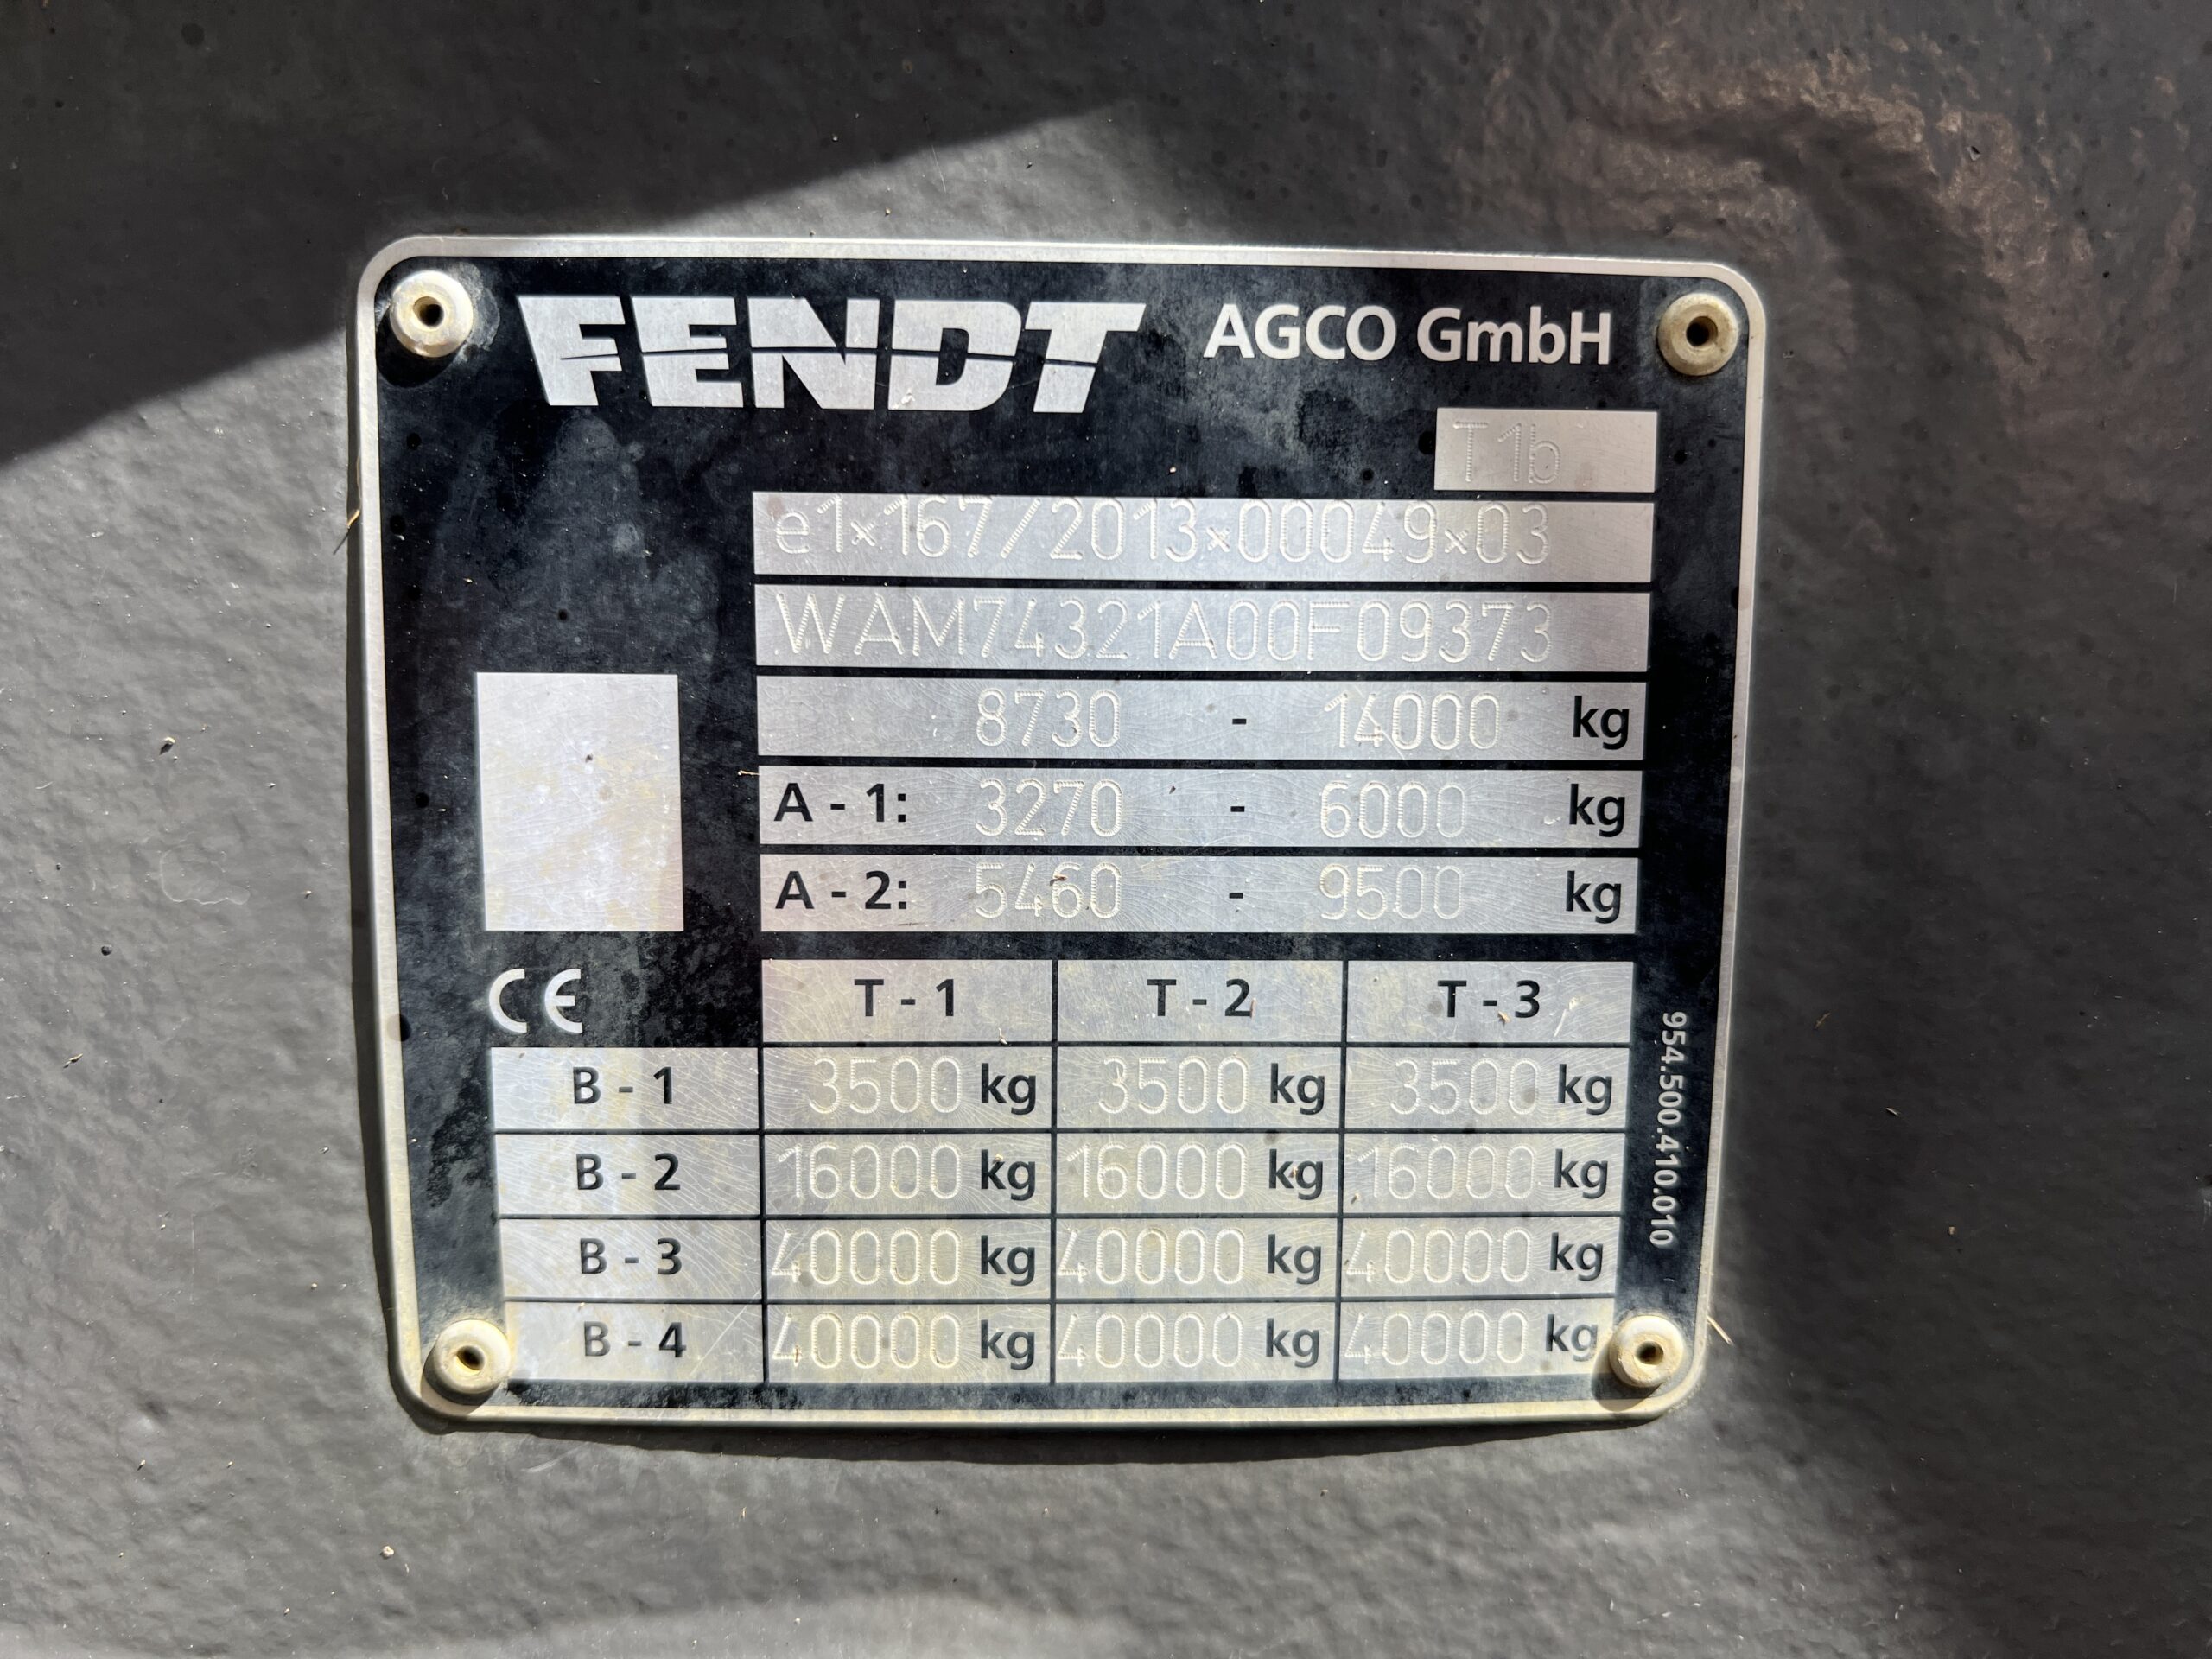 FENDT AGCO GmbH
T1b
e1×167/2013×00049×03
WAM74321A00F09373
8730 - 14000 kg
A - 1: 3270 - 6000 kg
A - 2: 5460 - 9500 kg
CE T - 1 T - 2 T - 3
B - 1 3500 kg 3500 kg 3500 kg
B - 2 16000 kg 16000 kg 16000 kg
B - 3 40000 kg 40000 kg 40000 kg
B - 4 40000 kg 40000 kg 40000 kg
954.500.410.010